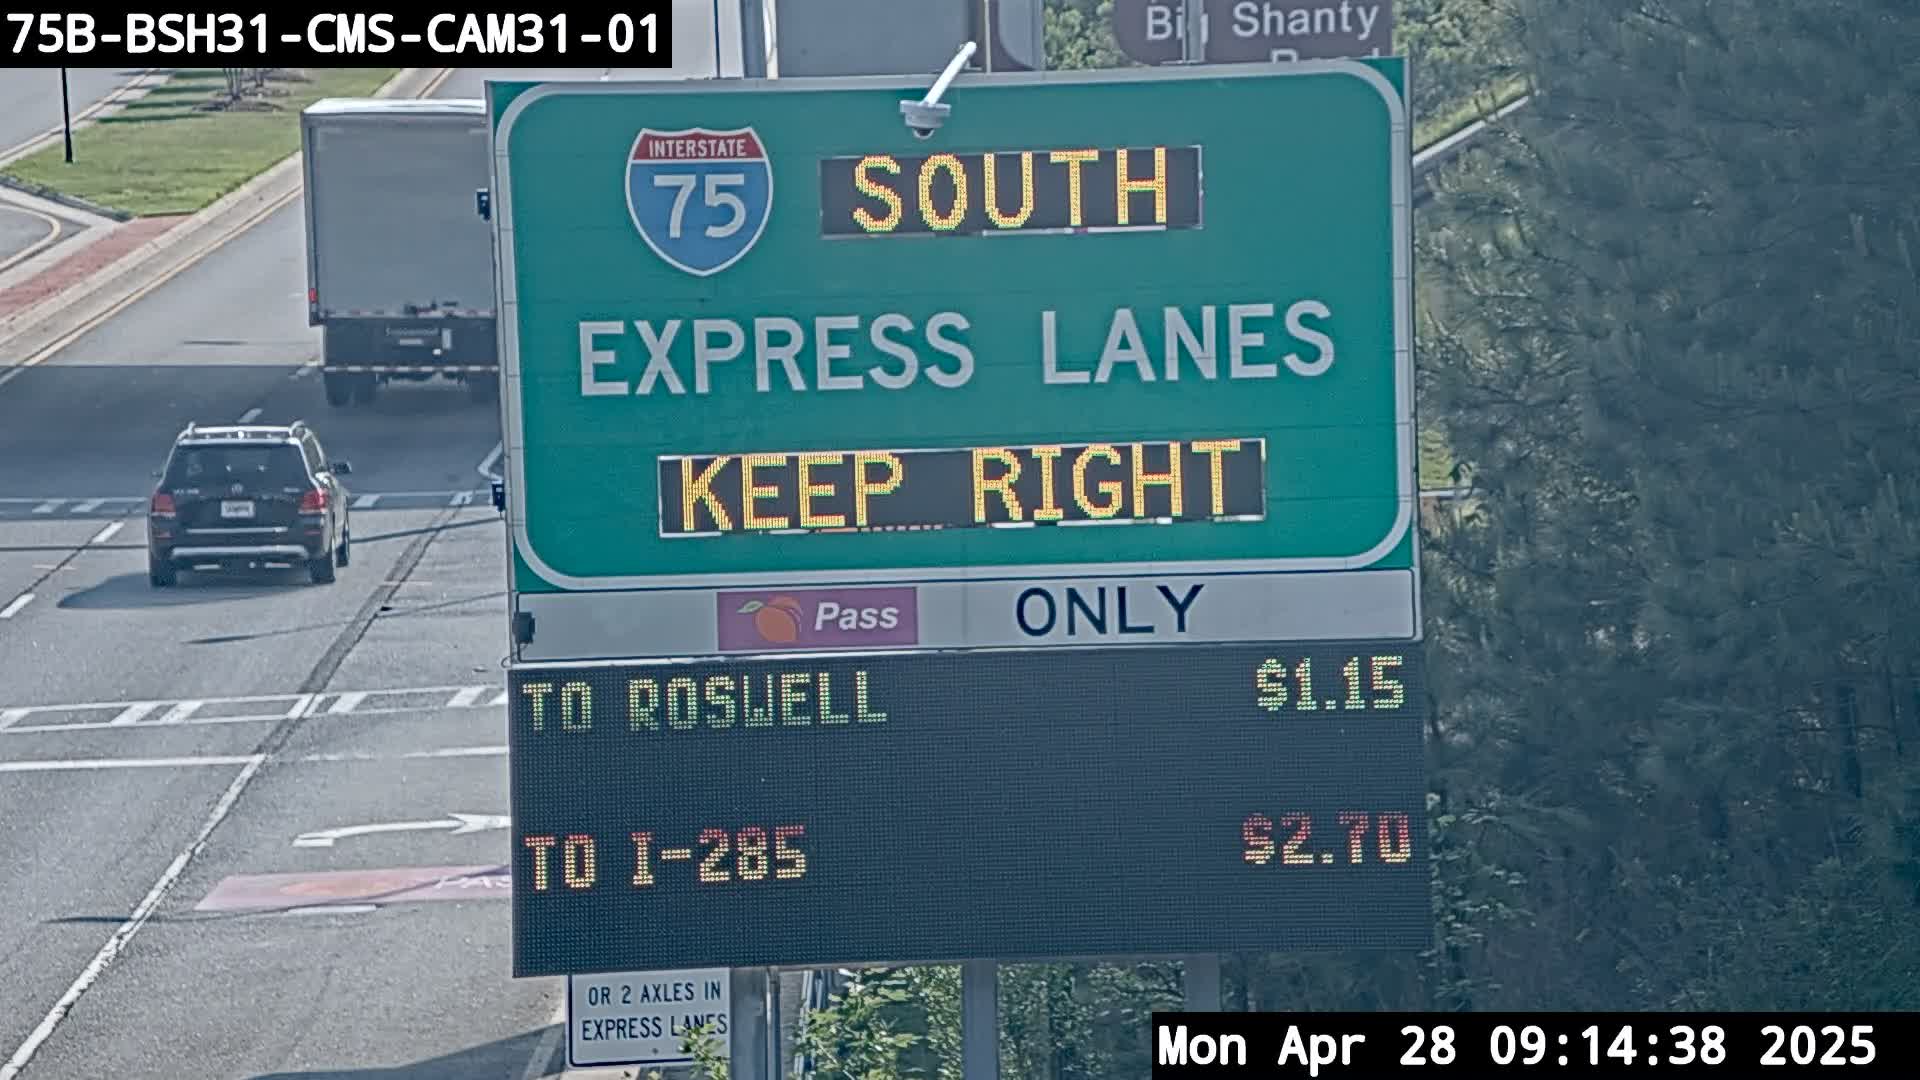 75B-BSH31-CMS-CAM31-01
Big Shanty
INTERSTATE
75
SOUTH
EXPRESS LANES
KEEP RIGHT
Pass
ONLY
TO ROSWELL $1.15
TO I-285 $2.70
OR 2 AXLES IN
EXPRESS LANES
Mon Apr 28 09:14:38 2025